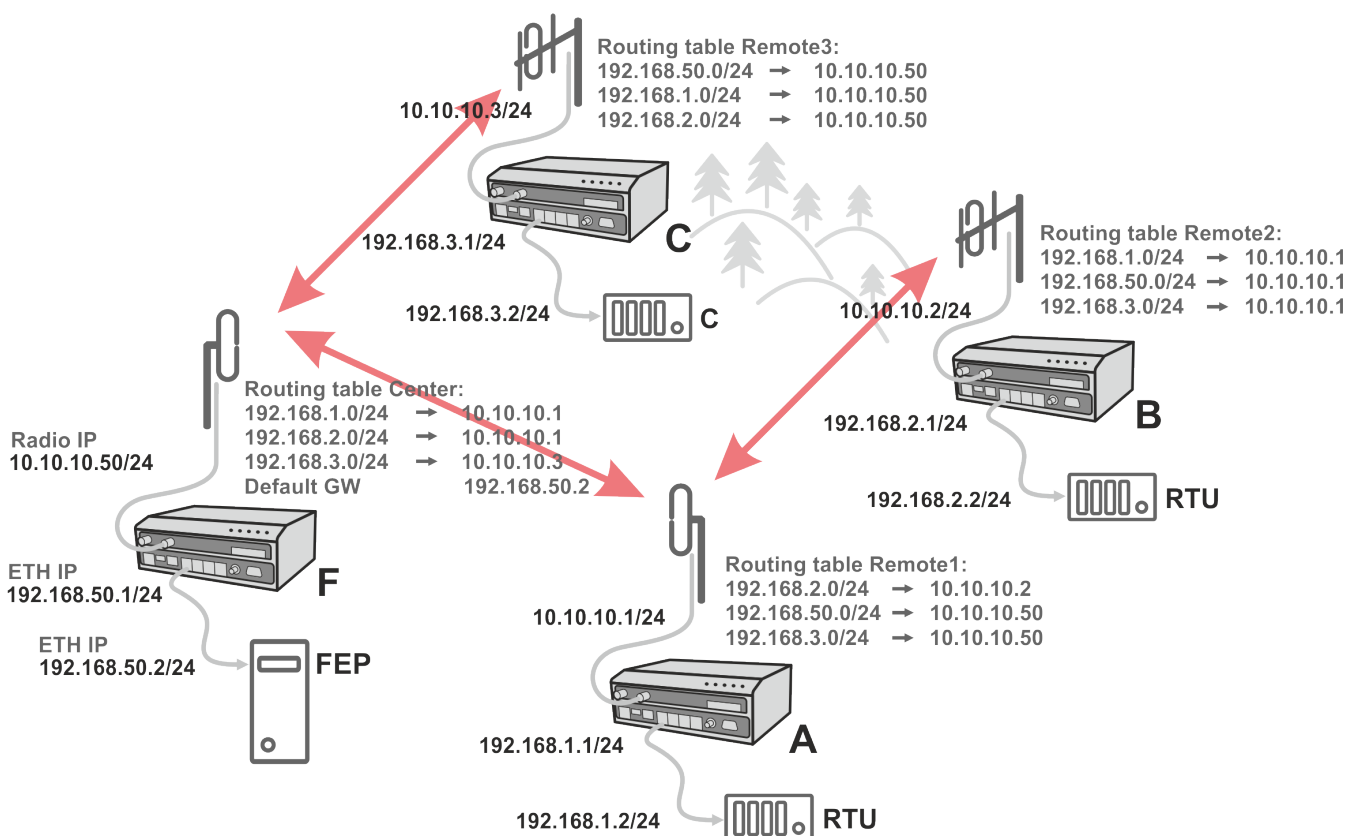 Routing table Remote3:
192.168.50.0/24 → 10.10.10.50
192.168.1.0/24 → 10.10.10.50
192.168.2.0/24 → 10.10.10.50
10.10.10.3/24
192.168.3.1/24
C
192.168.3.2/24
C
Routing table Remote2:
192.168.1.0/24 → 10.10.10.1
192.168.50.0/24 → 10.10.10.1
192.168.3.0/24 → 10.10.10.1
10.10.10.2/24
192.168.2.1/24
B
192.168.2.2/24
RTU
Routing table Center:
192.168.1.0/24 → 10.10.10.1
192.168.2.0/24 → 10.10.10.1
192.168.3.0/24 → 10.10.10.3
Default GW 192.168.50.2
Radio IP
10.10.10.50/24
F
ETH IP
192.168.50.1/24
ETH IP
192.168.50.2/24
FEP
Routing table Remote1:
192.168.2.0/24 → 10.10.10.2
192.168.50.0/24 → 10.10.10.50
192.168.3.0/24 → 10.10.10.50
10.10.10.1/24
192.168.1.1/24
A
192.168.1.2/24
RTU